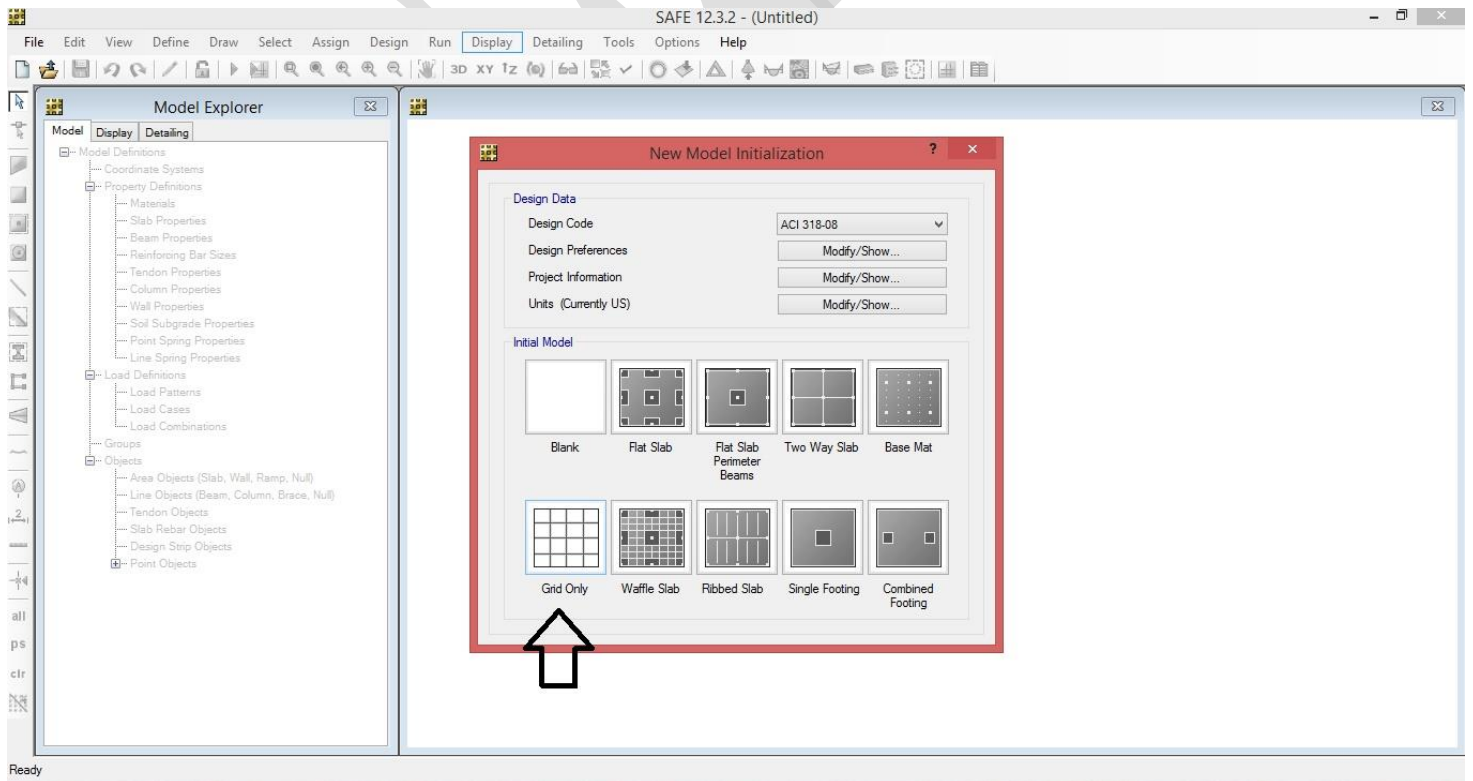 SAFE 12.3.2 - (Untitled)
File Edit View Define Draw Select Assign Design Run Display Detailing Tools Options Help
3D XY
Model Explorer
Model Display Detailing
Model Definitions
Coordinate Systems
Property Definitions
Materials
Slab Properties
Beam Properties
Reinforcing Bar Sizes
Tendon Properties
Column Properties
Wall Properties
Soil Subgrade Properties
Point Spring Properties
Line Spring Properties
Load Definitions
Load Patterns
Load Cases
Load Combinations
Groups
Objects
Area Objects (Slab, Wall, Ramp, Null)
Line Objects (Beam, Column, Brace, Null)
Tendon Objects
Slab Rebar Objects
Design Strip Objects
Point Objects
all
ps
clr
New Model Initialization ?
Design Data
Design Code ACI 318-08
Design Preferences Modify/Show...
Project Information Modify/Show...
Units (Currently US) Modify/Show...
Initial Model
Blank Flat Slab Flat Slab Two Way Slab Base Mat
Perimeter
Beams
Grid Only Waffle Slab Ribbed Slab Single Footing Combined
Footing
Ready